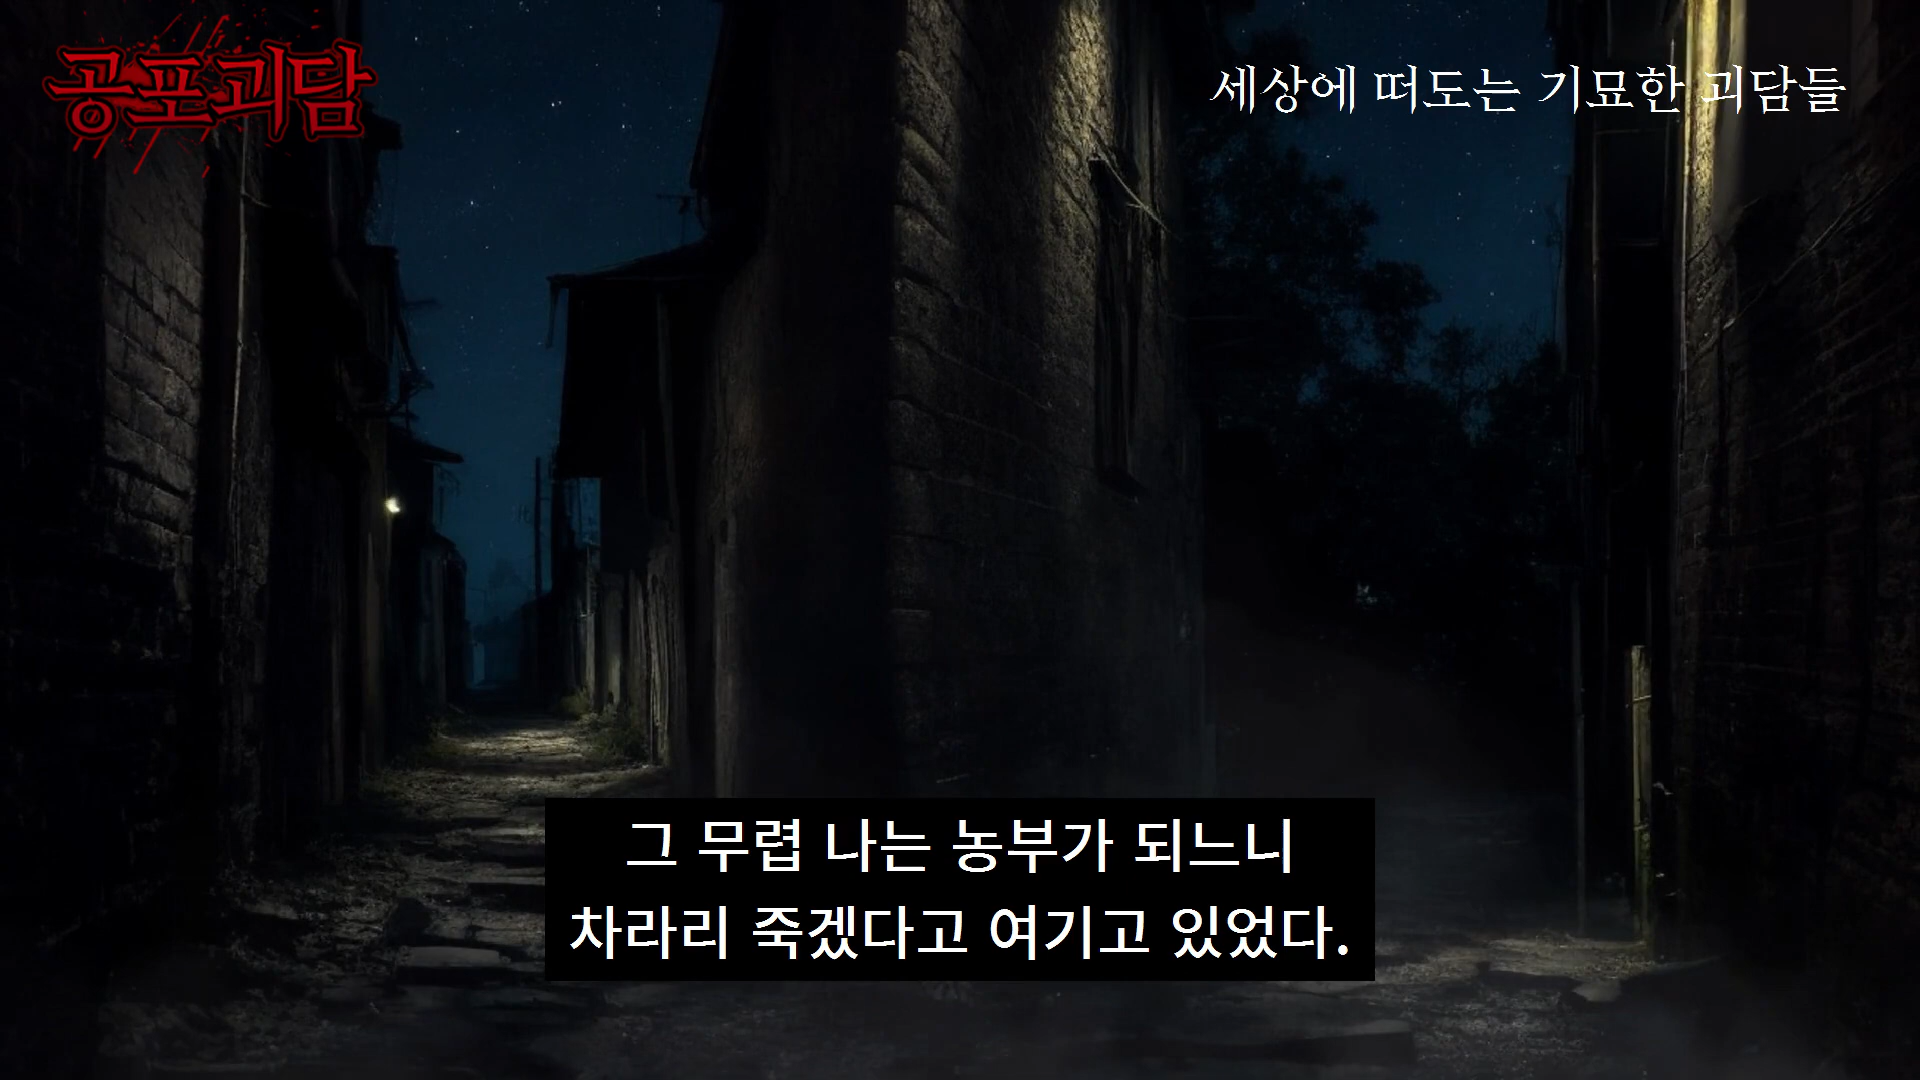 공포괴담
세상에 떠도는 기묘한 괴담들
그 무렵 나는 농부가 되느니
차라리 죽겠다고 여기고 있었다.